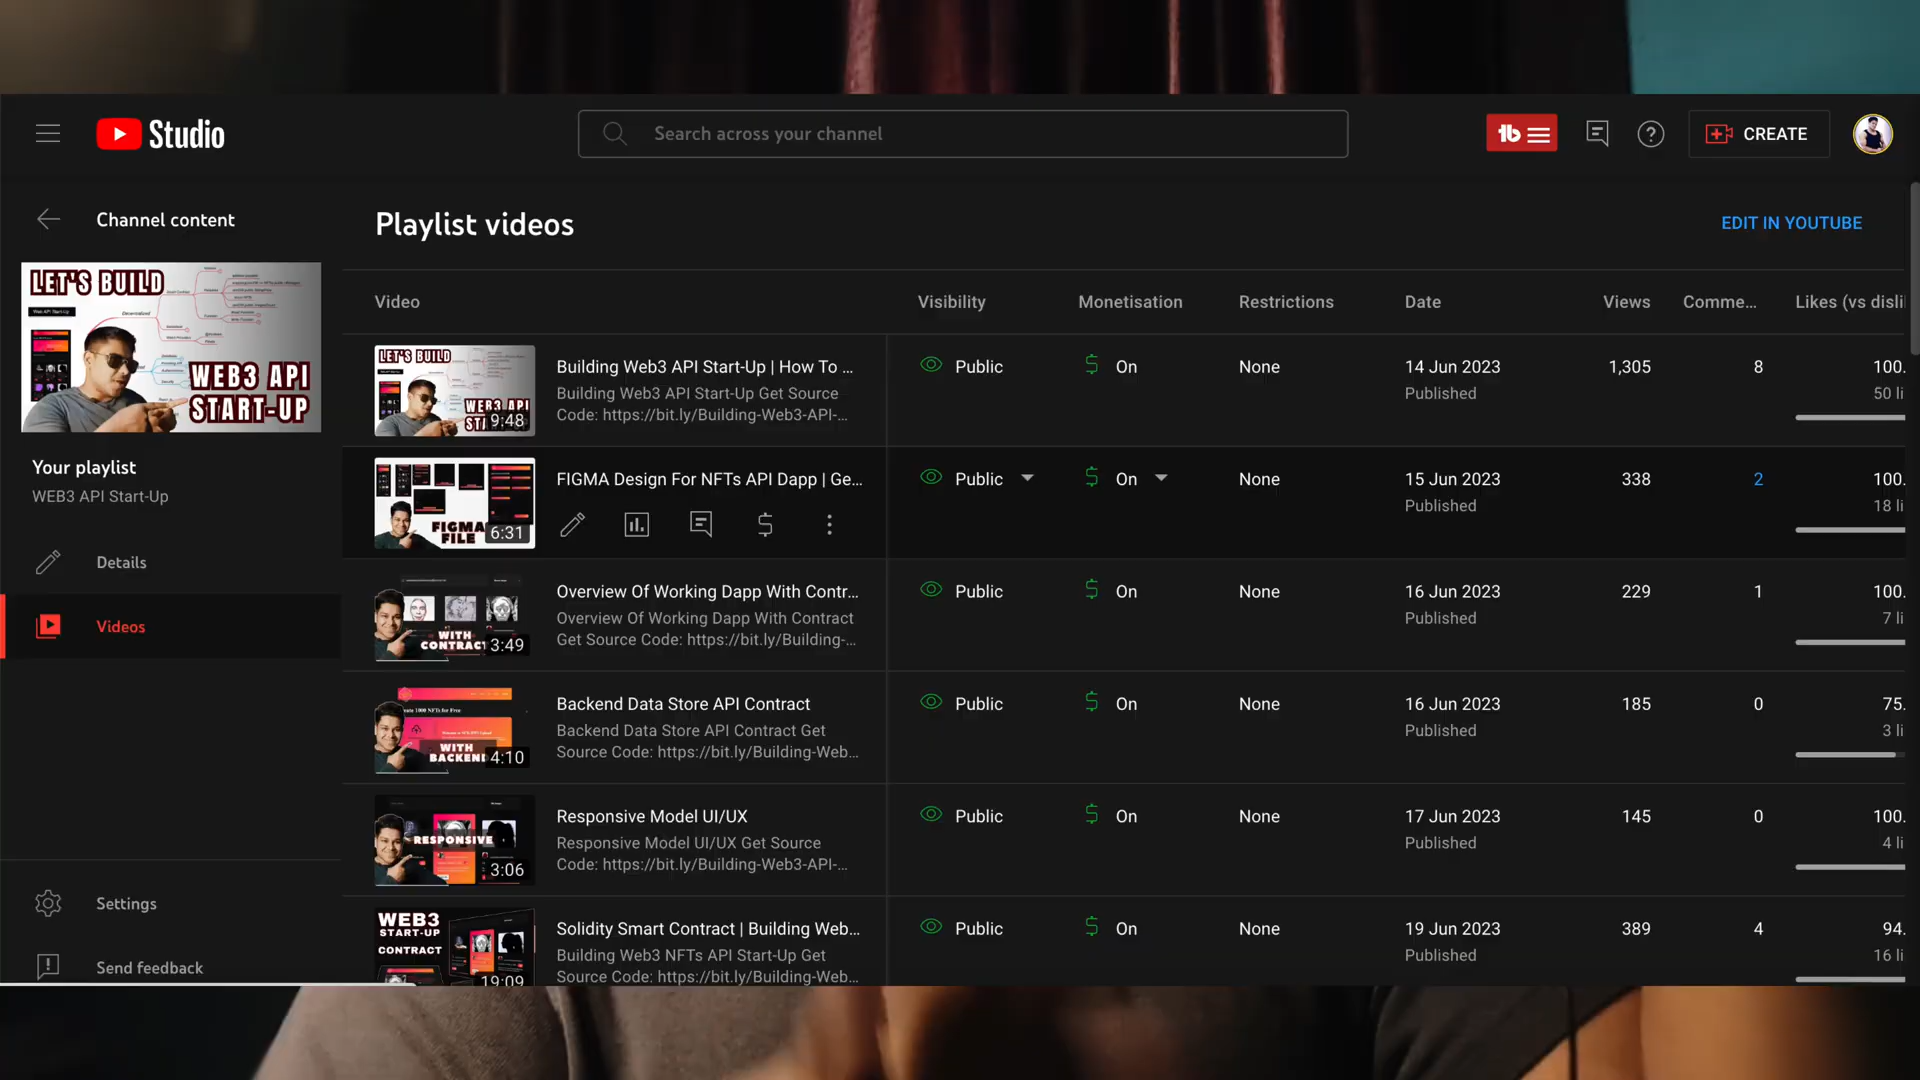 Studio
Search across your channel
tb
CREATE
Channel content
Playlist videos
EDIT IN YOUTUBE
LET'S BUILD
WEB3 API
START-UP
Your playlist
WEB3 API Start-Up
Details
Videos
Settings
Send feedback
Video
Visibility
Monetisation
Restrictions
Date
Views
Comme...
Likes (vs disli
LET'S BUILD
WEB3 API
9:48
Building Web3 API Start-Up | How To ...
Building Web3 API Start-Up Get Source
Code: https://bit.ly/Building-Web3-API-...
Public
On
None
14 Jun 2023
Published
1,305
8
100.
50 li
FIGMA
FILE
6:31
FIGMA Design For NFTs API Dapp | Ge...
Public
On
None
15 Jun 2023
Published
338
2
100.
18 li
WITH
CONTRACT
3:49
Overview Of Working Dapp With Contr...
Overview Of Working Dapp With Contract
Get Source Code: https://bit.ly/Building-...
Public
On
None
16 Jun 2023
Published
229
1
100.
7 li
WITH
BACKEND
4:10
Backend Data Store API Contract
Backend Data Store API Contract Get
Source Code: https://bit.ly/Building-Web...
Public
On
None
16 Jun 2023
Published
185
0
75.
3 li
RESPONSIVE
3:06
Responsive Model UI/UX
Responsive Model UI/UX Get Source
Code: https://bit.ly/Building-Web3-API-...
Public
On
None
17 Jun 2023
Published
145
0
100.
4 li
WEB3
START-UP
CONTRACT
19:09
Solidity Smart Contract | Building Web...
Building Web3 NFTs API Start-Up Get
Source Code: https://bit.ly/Building-Web...
Public
On
None
19 Jun 2023
Published
389
4
94.
16 li